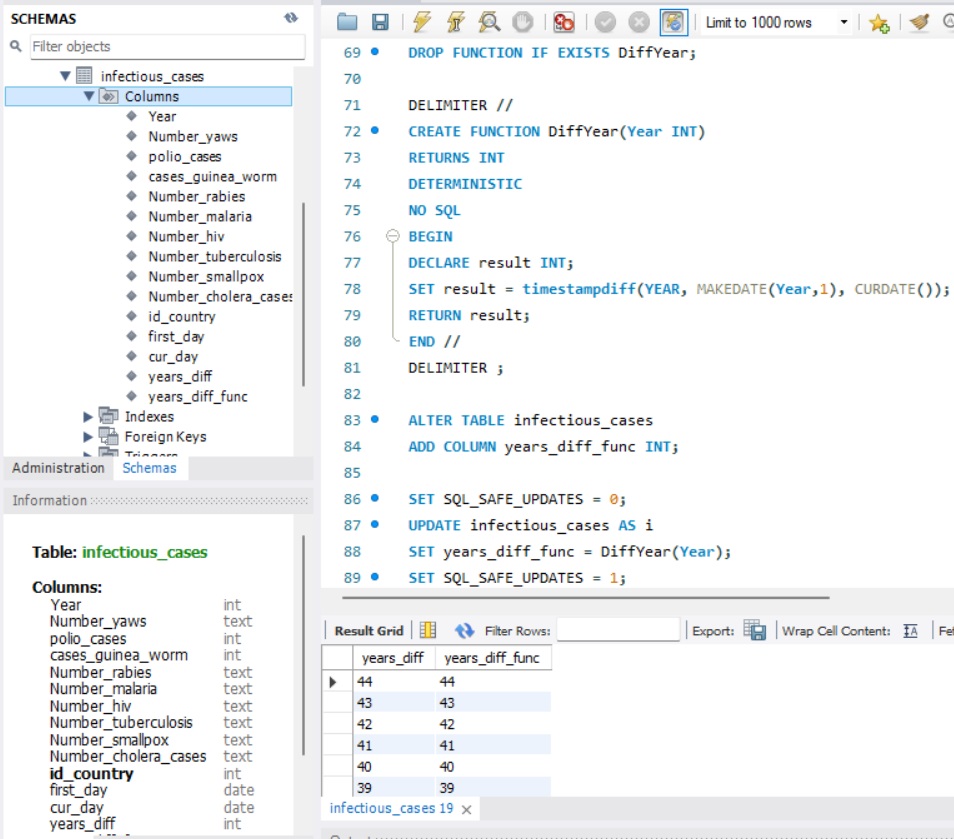 SCHEMAS
Filter objects
infectious_cases
Columns
Year
Number_yaws
polio_cases
cases_guinea_worm
Number_rabies
Number_malaria
Number_hiv
Number_tuberculosis
Number_smallpox
Number_cholera_cases
id_country
first_day
cur_day
years_diff
years_diff_func
Indexes
Foreign Keys
Triggers
Administration Schemas
Information
Table: infectious_cases
Columns:
Year int
Number_yaws text
polio_cases int
cases_guinea_worm int
Number_rabies text
Number_malaria text
Number_hiv text
Number_tuberculosis text
Number_smallpox text
Number_cholera_cases text
id_country int
first_day date
cur_day date
years_diff int
Limit to 1000 rows
69 DROP FUNCTION IF EXISTS DiffYear;
70
71 DELIMITER //
72 CREATE FUNCTION DiffYear(Year INT)
73 RETURNS INT
74 DETERMINISTIC
75 NO SQL
76 BEGIN
77 DECLARE result INT;
78 SET result = timestampdiff(YEAR, MAKEDATE(Year,1), CURDATE());
79 RETURN result;
80 END //
81 DELIMITER ;
82
83 ALTER TABLE infectious_cases
84 ADD COLUMN years_diff_func INT;
85
86 SET SQL_SAFE_UPDATES = 0;
87 UPDATE infectious_cases AS i
88 SET years_diff_func = DiffYear(Year);
89 SET SQL_SAFE_UPDATES = 1;
Result Grid Filter Rows: Export: Wrap Cell Content: Fet
years_diff years_diff_func
44 44
43 43
42 42
41 41
40 40
39 39
infectious_cases 19